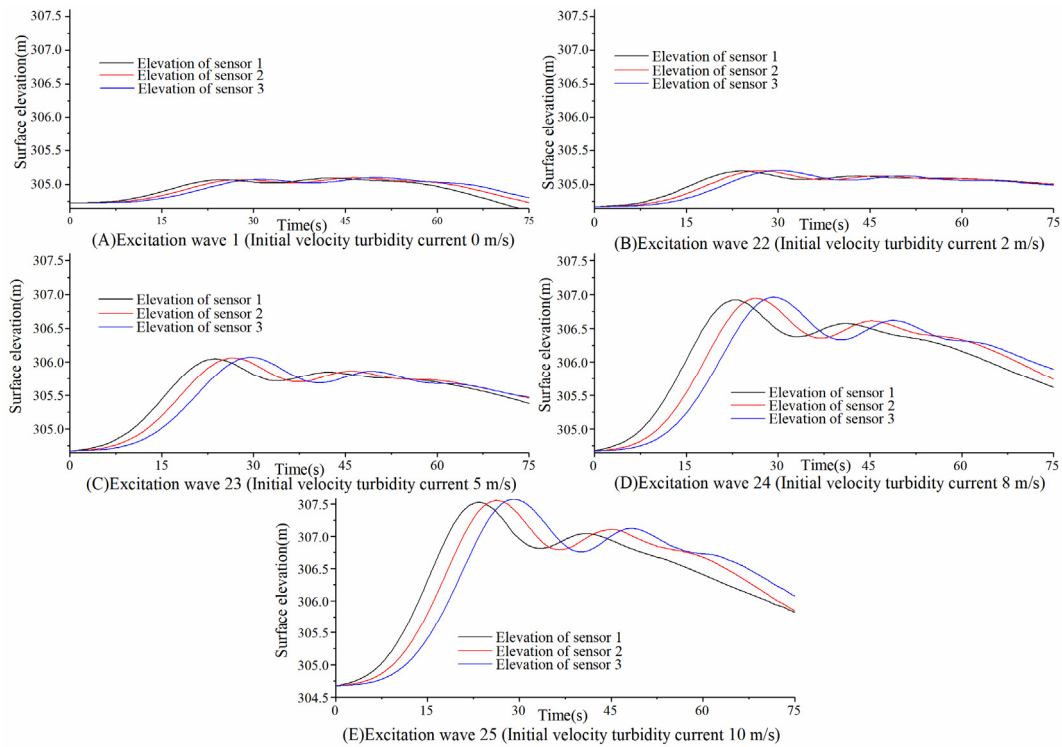 307.5
307.0
306.5
306.0
305.5
305.0
Surface elevation(m)
Elevation of sensor 1
Elevation of sensor 2
Elevation of sensor 3
0 15 30 45 60 75
Time(s)
(A)Excitation wave 1 (Initial velocity turbidity current 0 m/s)
307.5
307.0
306.5
306.0
305.5
305.0
Surface elevation(m)
Elevation of sensor 1
Elevation of sensor 2
Elevation of sensor 3
0 15 30 45 60 75
Time(s)
(B)Excitation wave 22 (Initial velocity turbidity current 2 m/s)
307.5
307.0
306.5
306.0
305.5
305.0
Surface elevation(m)
Elevation of sensor 1
Elevation of sensor 2
Elevation of sensor 3
0 15 30 45 60 75
Time(s)
(C)Excitation wave 23 (Initial velocity turbidity current 5 m/s)
307.5
307.0
306.5
306.0
305.5
305.0
Surface elevation(m)
Elevation of sensor 1
Elevation of sensor 2
Elevation of sensor 3
0 15 30 45 60 75
Time(s)
(D)Excitation wave 24 (Initial velocity turbidity current 8 m/s)
307.5
307.0
306.5
306.0
305.5
305.0
304.5
Surface elevation(m)
Elevation of sensor 1
Elevation of sensor 2
Elevation of sensor 3
0 15 30 45 60 75
Time(s)
(E)Excitation wave 25 (Initial velocity turbidity current 10 m/s)